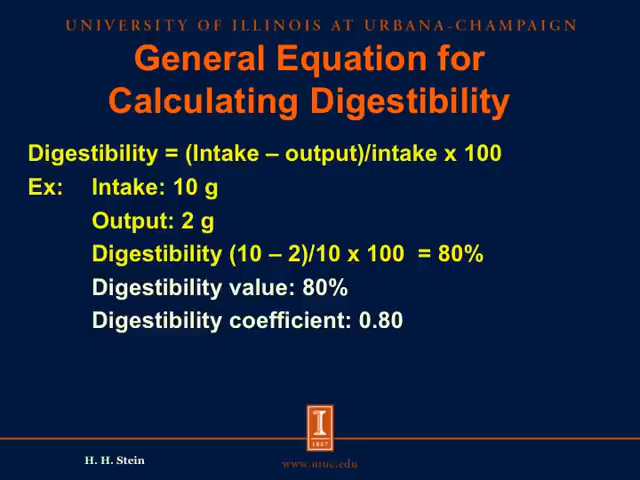 UNIVERSITY OF ILLINOIS AT URBANA-CHAMPAIGN
General Equation for
Calculating Digestibility
Digestibility = (Intake – output)/intake x 100
Ex: Intake: 10 g
Output: 2 g
Digestibility (10 – 2)/10 x 100 = 80%
Digestibility value: 80%
Digestibility coefficient: 0.80
I
1867
H. H. Stein
www.uiuc.edu